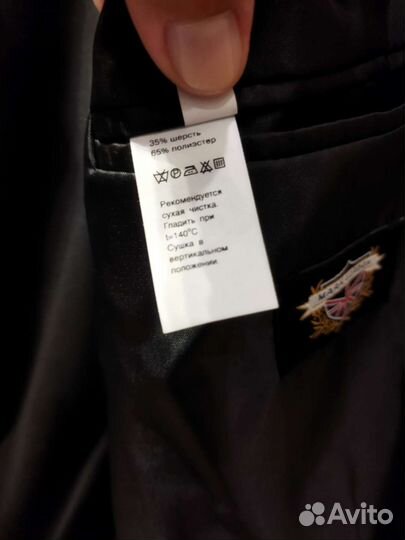 35% шерсть
65% полиэстер
Рекомендуется
сухая чистка.
Гладить при
t=140°C
Сушка в
вертикальном
положении.
Avito